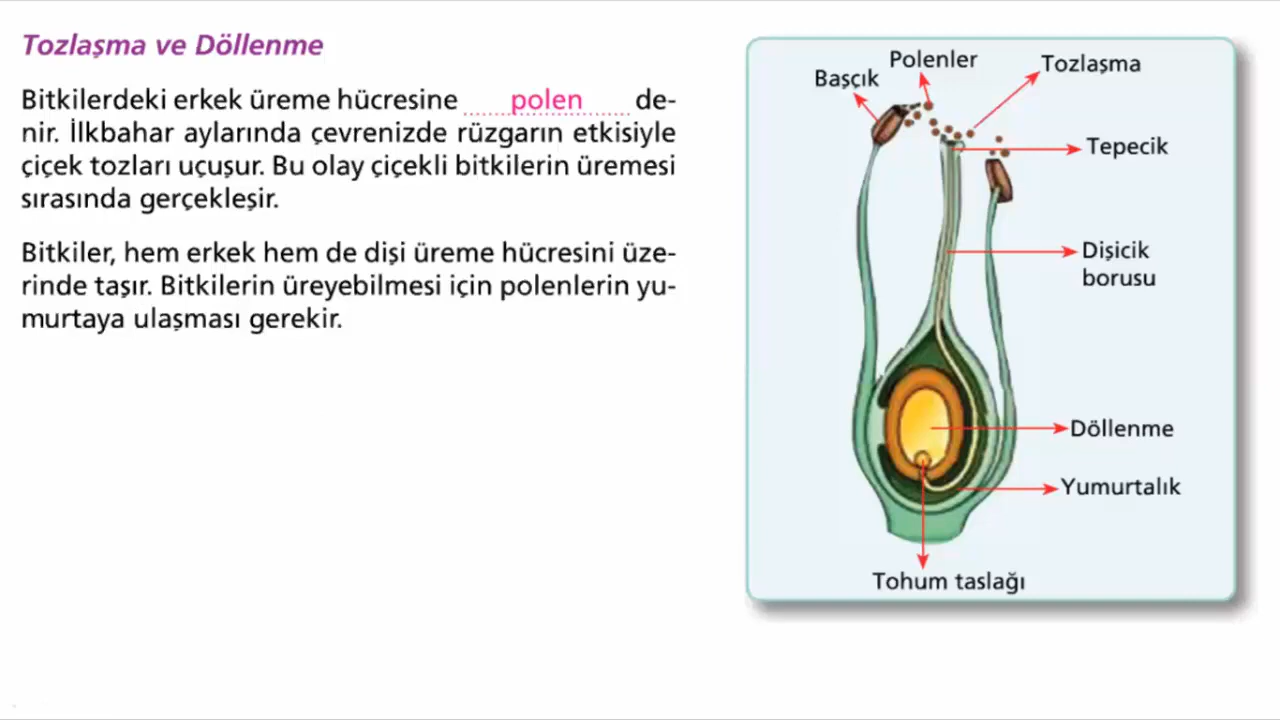 Tozlaşma ve Döllenme
Bitkilerdeki erkek üreme hücresine polen de-
nir. İlkbahar aylarında çevrenizde rüzgarın etkisiyle
çiçek tozları uçuşur. Bu olay çiçekli bitkilerin üremesi
sırasında gerçekleşir.
Bitkiler, hem erkek hem de dişi üreme hücresini üze-
rinde taşır. Bitkilerin üreyebilmesi için polenlerin yu-
murtaya ulaşması gerekir.
Polenler
Tozlaşma
Başçık
Tepecik
Dişicik
borusu
Döllenme
Yumurtalık
Tohum taslağı